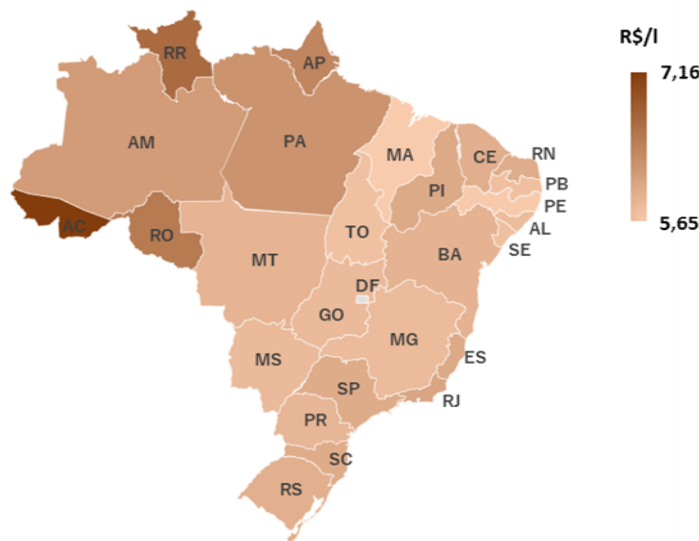 R$/l
7,16
5,65
RR
AP
AM
PA
MA
CE
RN
PI
PB
PE
AC
RO
TO
AL
SE
MT
BA
DF
GO
MG
MS
ES
SP
RJ
PR
SC
RS